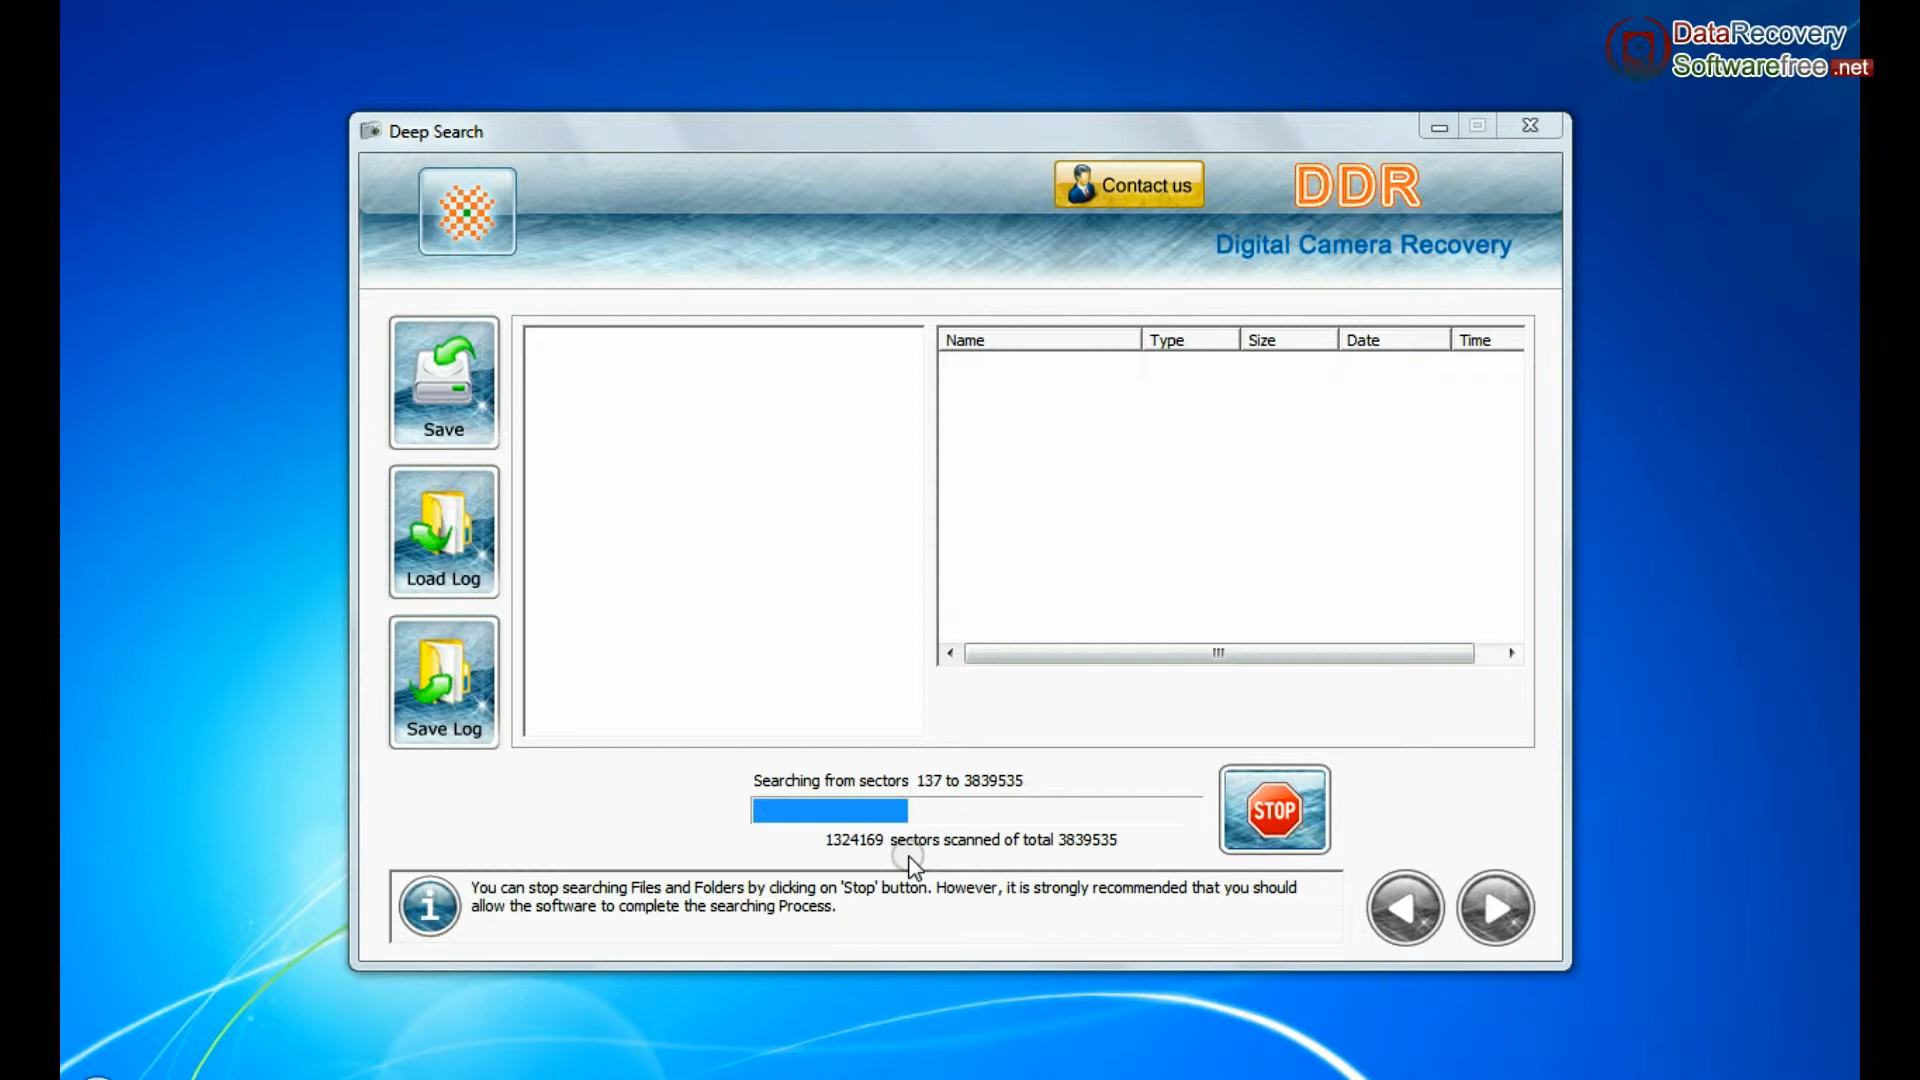 DataRecovery
Softwarefree.net
Deep Search
Contact us
DDR
Digital Camera Recovery
Save
Load Log
Save Log
Name Type Size Date Time
Searching from sectors 137 to 3839535
1324169 sectors scanned of total 3839535
STOP
You can stop searching Files and Folders by clicking on 'Stop' button. However, it is strongly recommended that you should
allow the software to complete the searching Process.